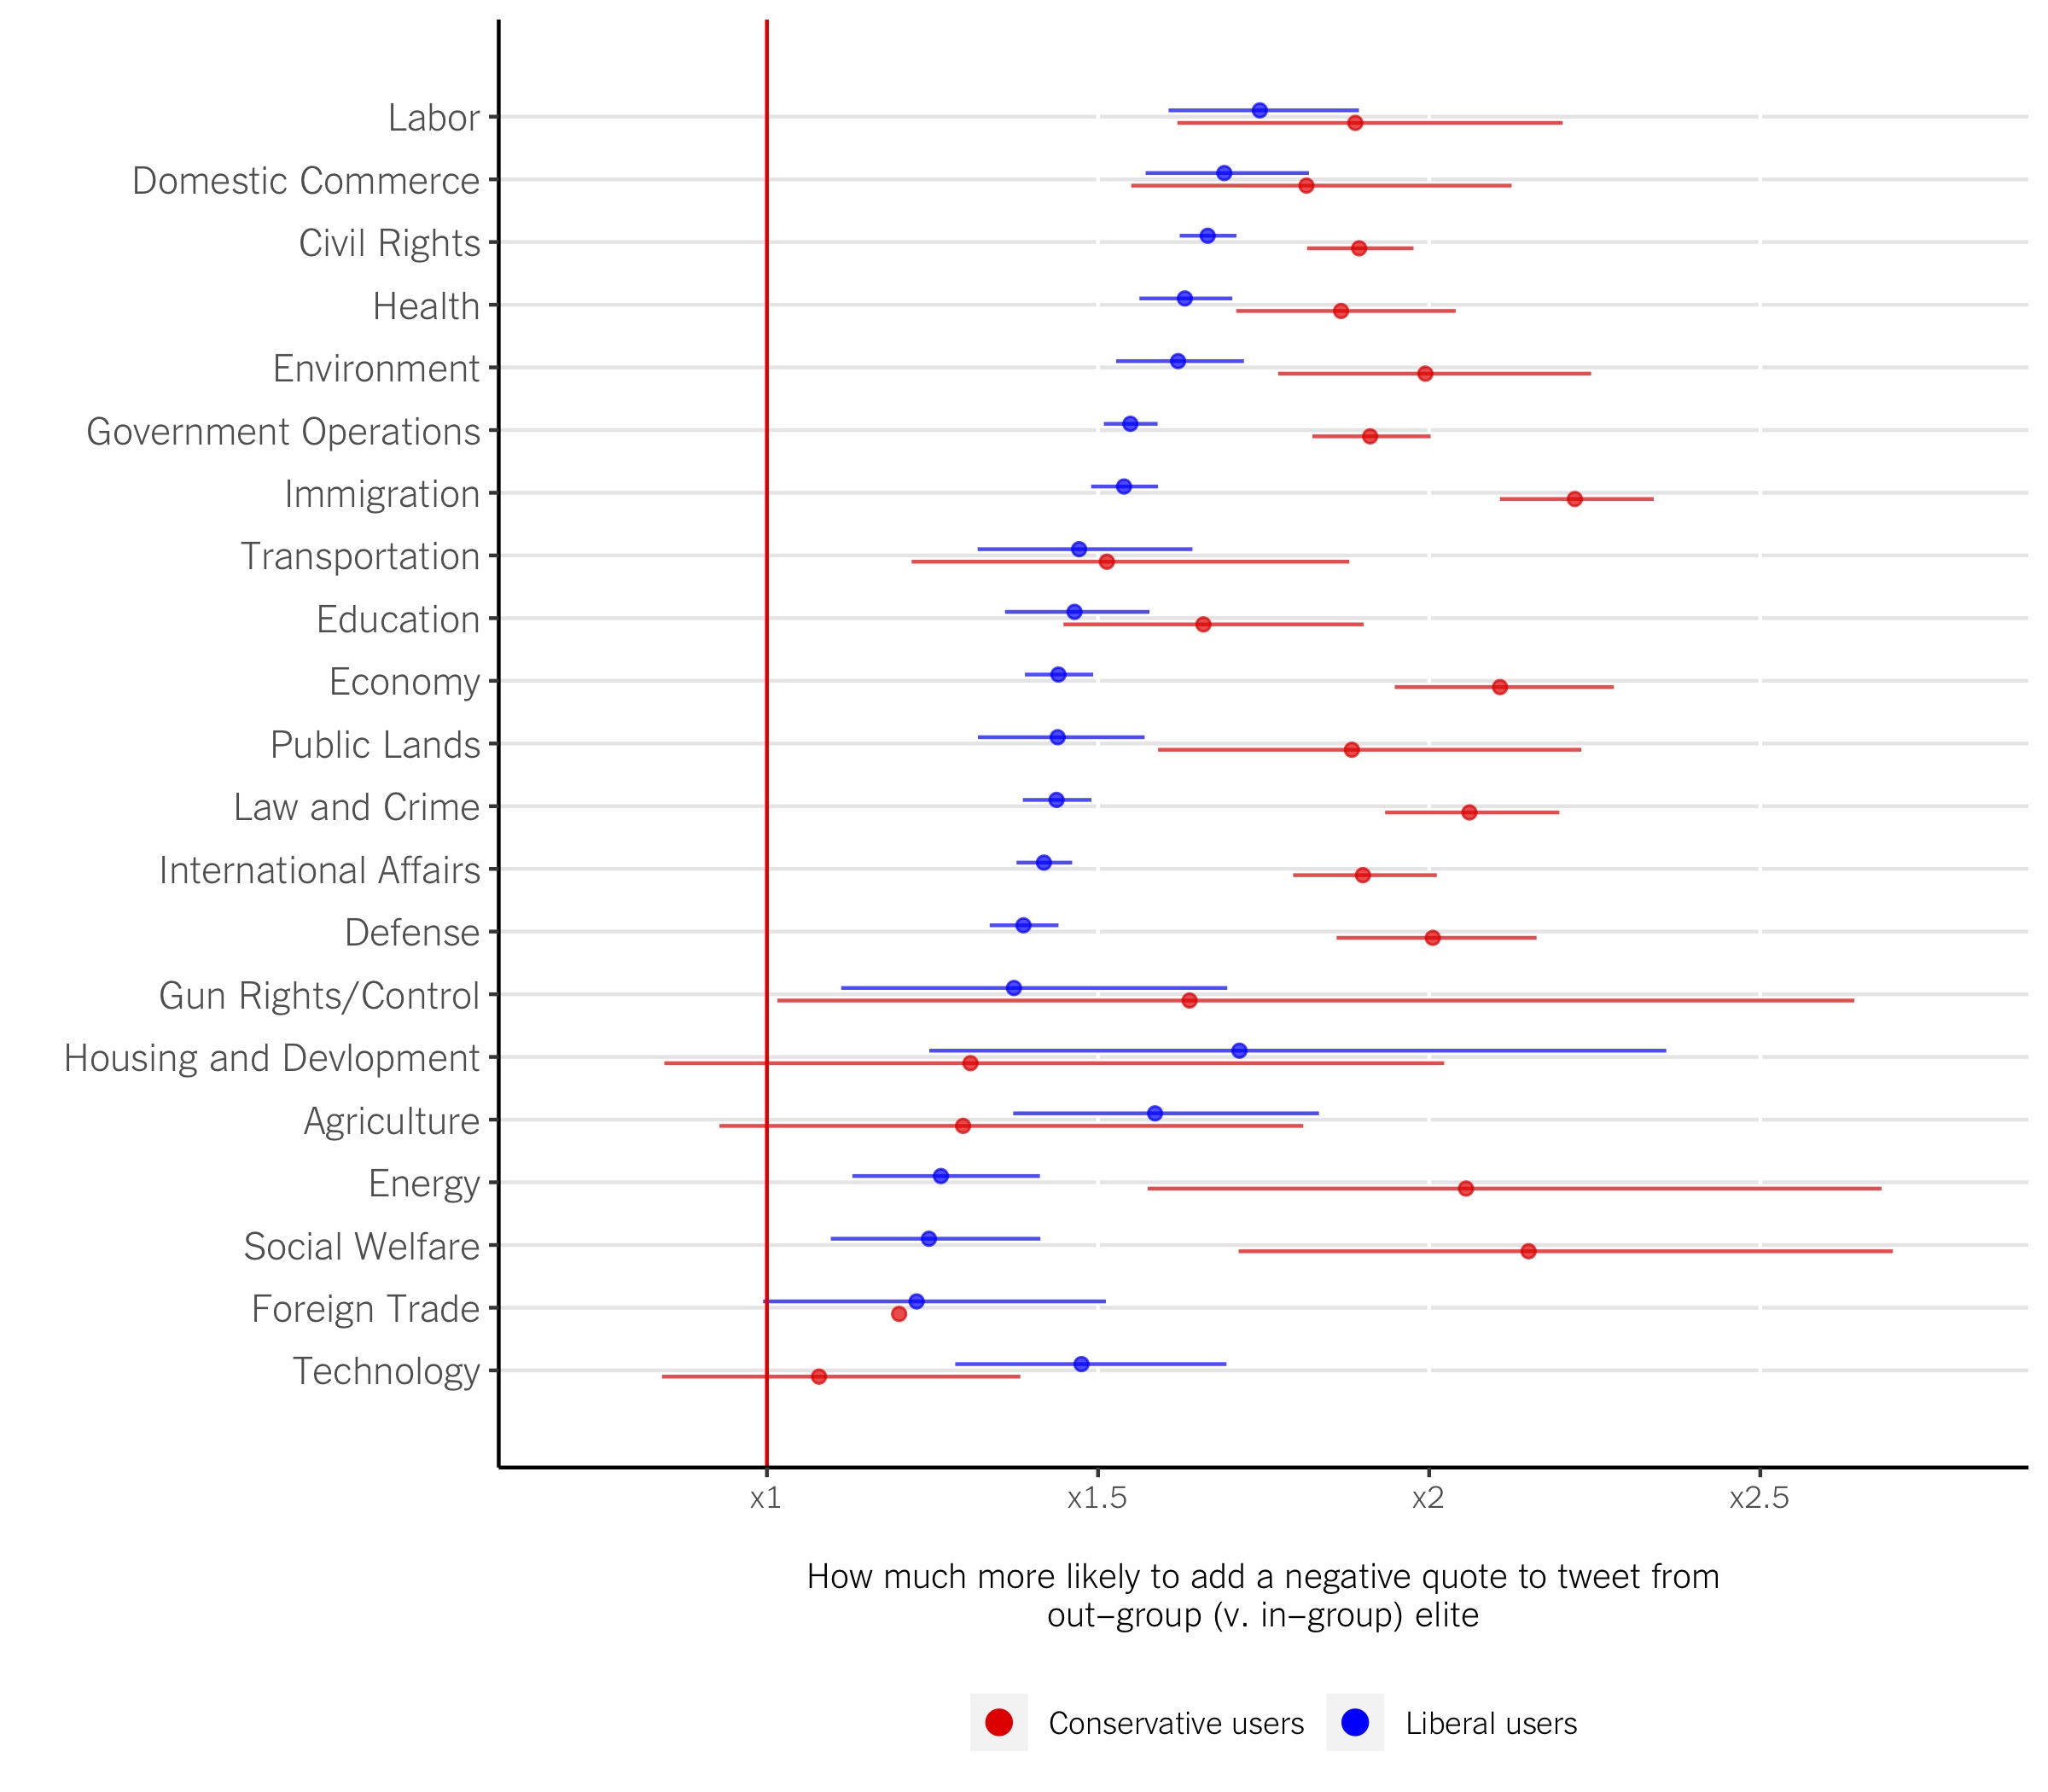 Labor
Domestic Commerce
Civil Rights
Health
Environment
Government Operations
Immigration
Transportation
Education
Economy
Public Lands
Law and Crime
International Affairs
Defense
Gun Rights/Control
Housing and Devlopment
Agriculture
Energy
Social Welfare
Foreign Trade
Technology
x1 x1.5 x2 x2.5
How much more likely to add a negative quote to tweet from
out−group (v. in−group) elite
Conservative users Liberal users